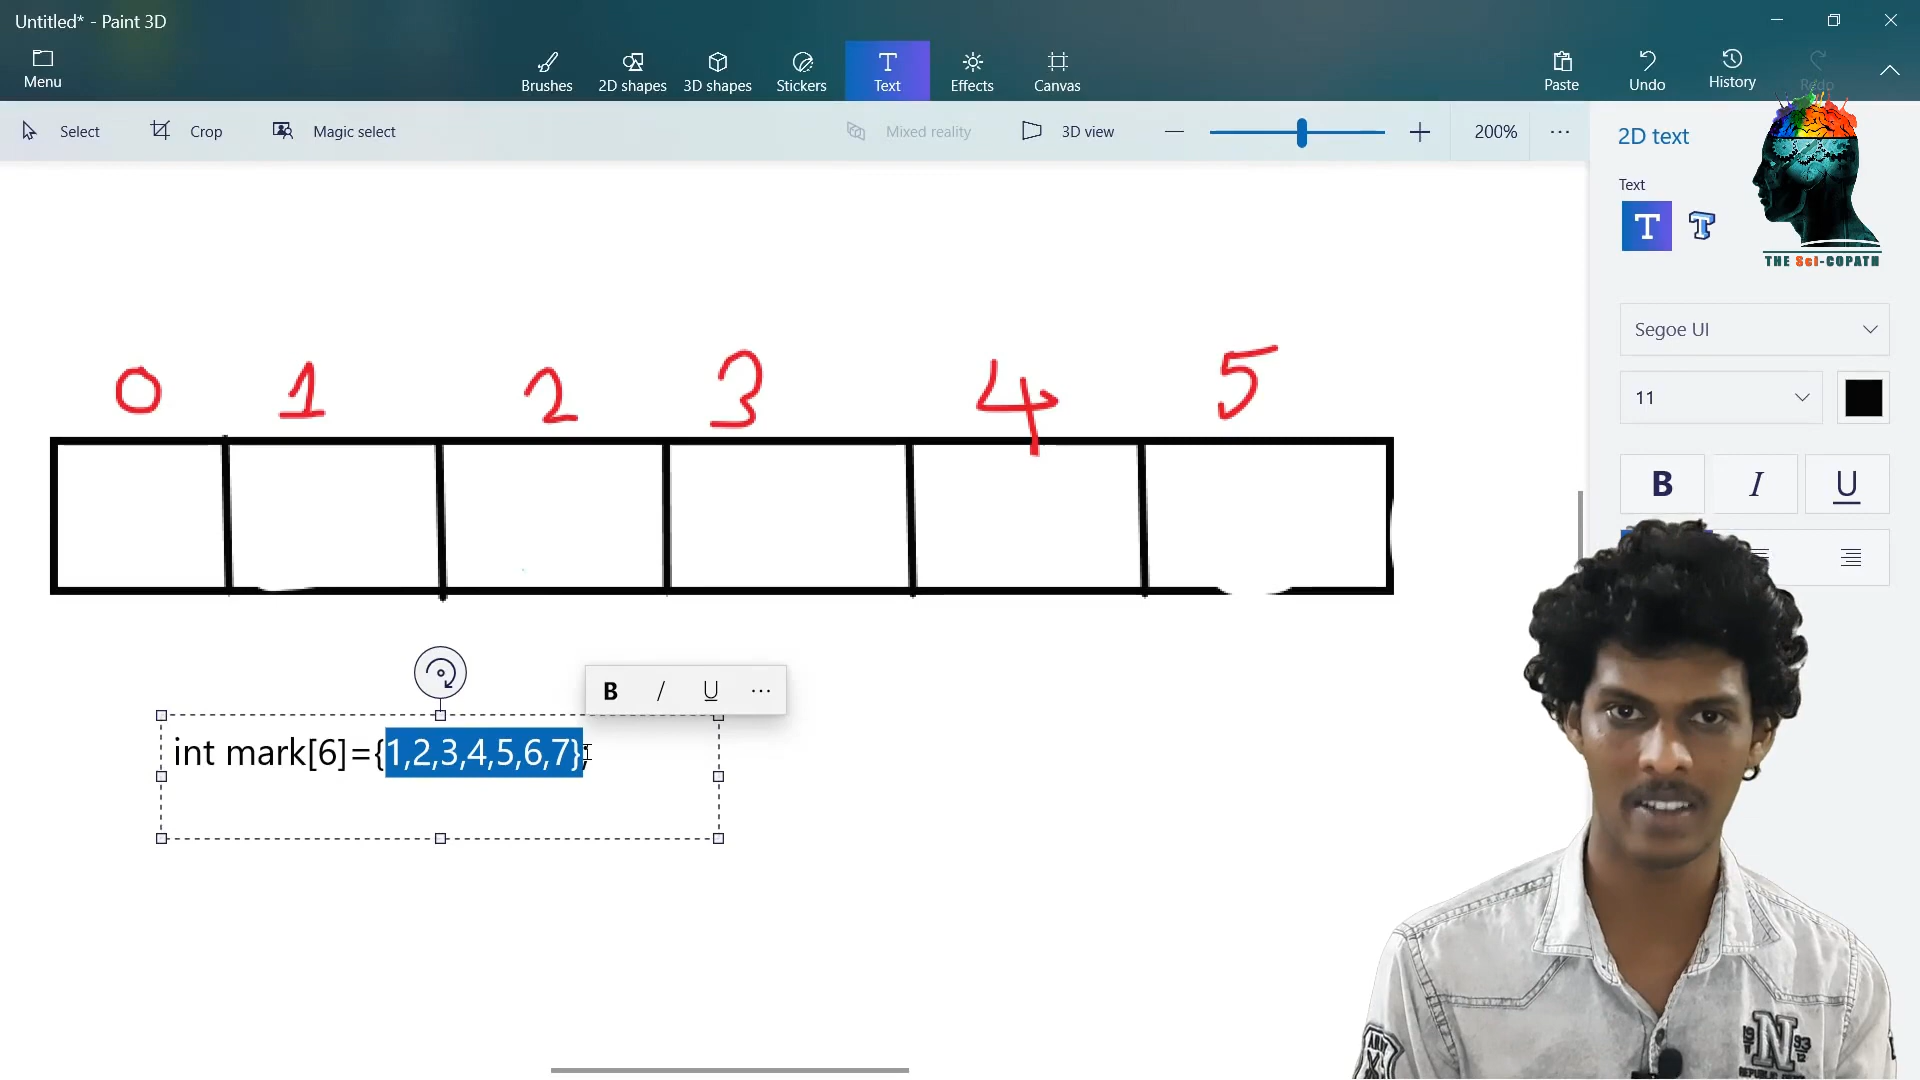 Untitled* - Paint 3D
Menu
Brushes
2D shapes
3D shapes
Stickers
Text
Effects
Canvas
Paste
Undo
History
Redo
Select
Crop
Magic select
Mixed reality
3D view
200%
2D text
Text
THE Sci-COPATH
Segoe UI
11
B I U
0 1 2 3 4 5
B / U ...
int mark[6]={1,2,3,4,5,6,7};
N
93